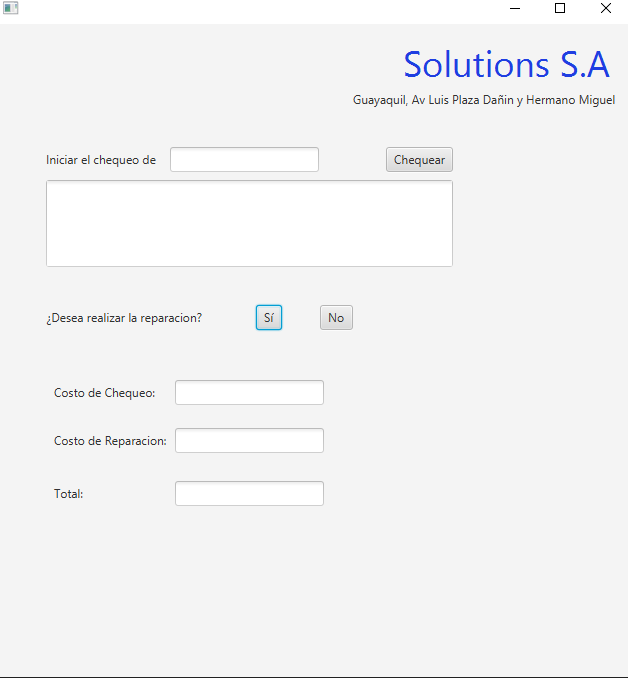 Solutions S.A
Guayaquil, Av Luis Plaza Dañin y Hermano Miguel
Iniciar el chequeo de
Chequear
¿Desea realizar la reparacion?
Sí
No
Costo de Chequeo:
Costo de Reparacion:
Total: